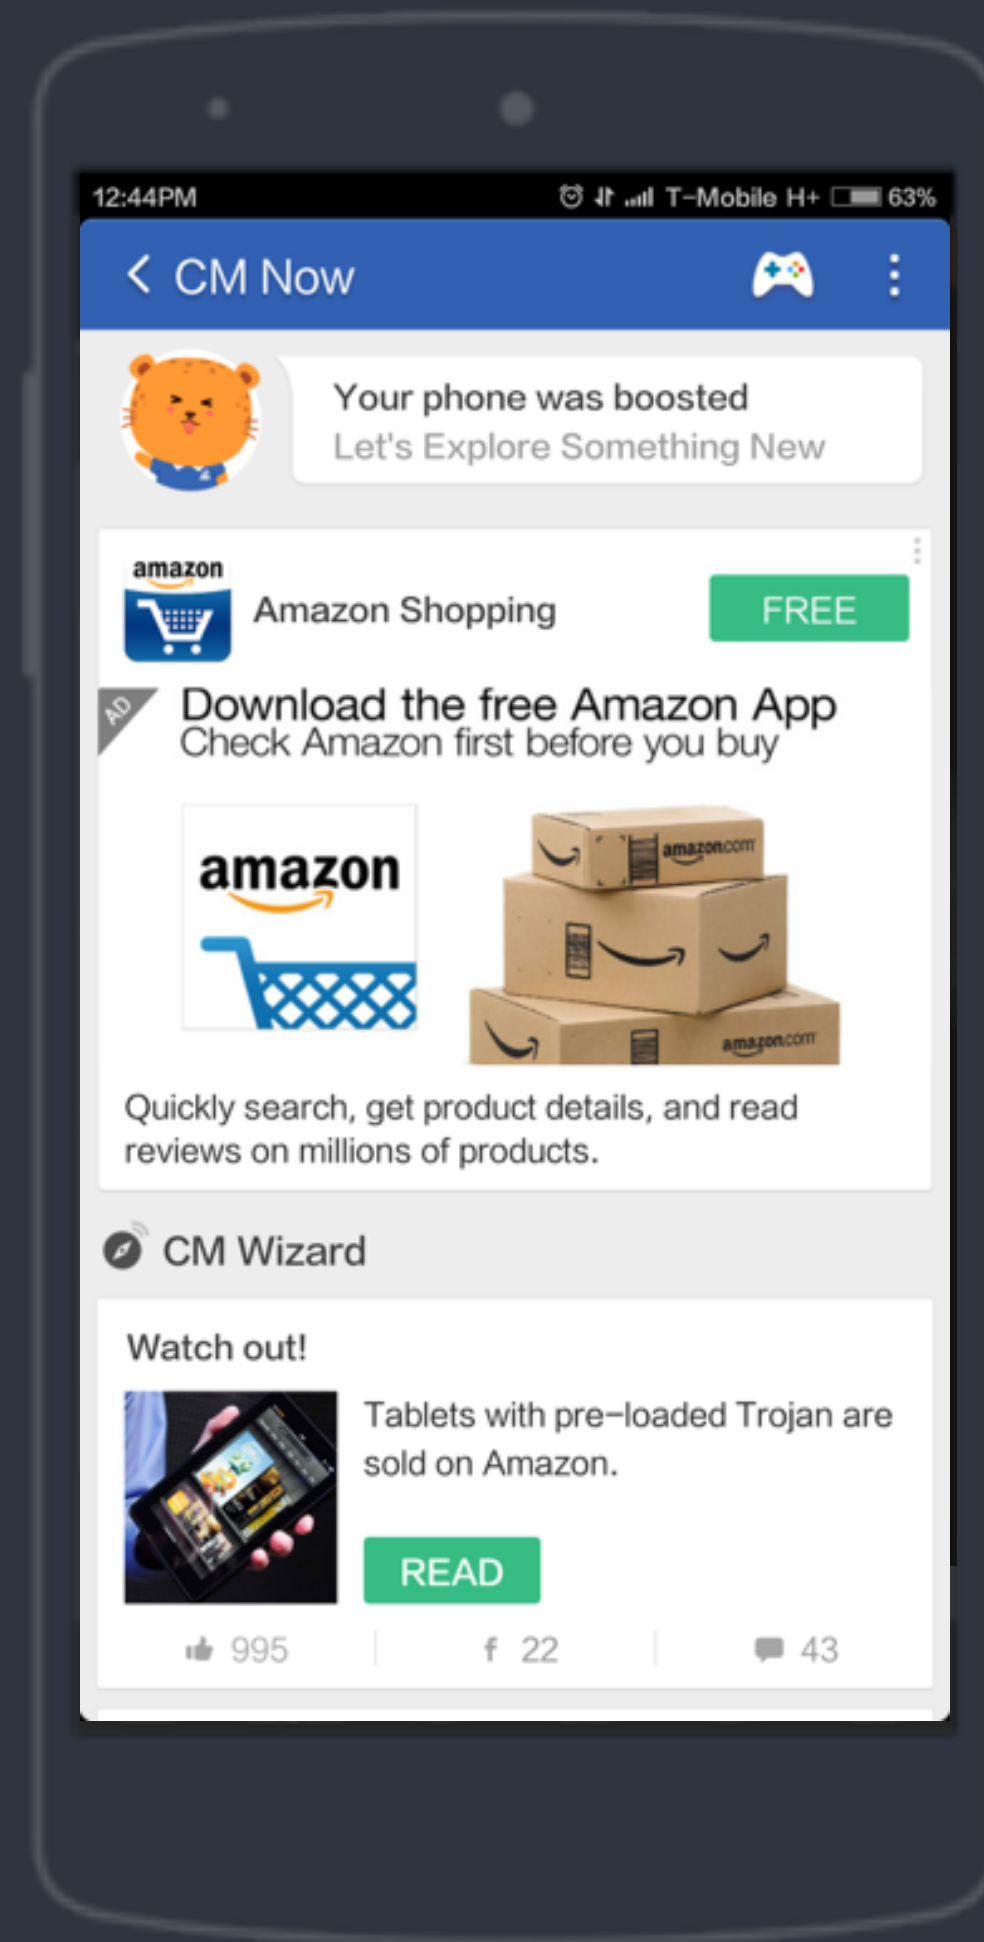 12:44PM T-Mobile H+ 63%
CM Now
Your phone was boosted
Let's Explore Something New
amazon
Amazon Shopping
FREE
AD
Download the free Amazon App
Check Amazon first before you buy
amazon
amazon.com
amazon.com
Quickly search, get product details, and read
reviews on millions of products.
CM Wizard
Watch out!
Tablets with pre-loaded Trojan are
sold on Amazon.
READ
995
f 22
43